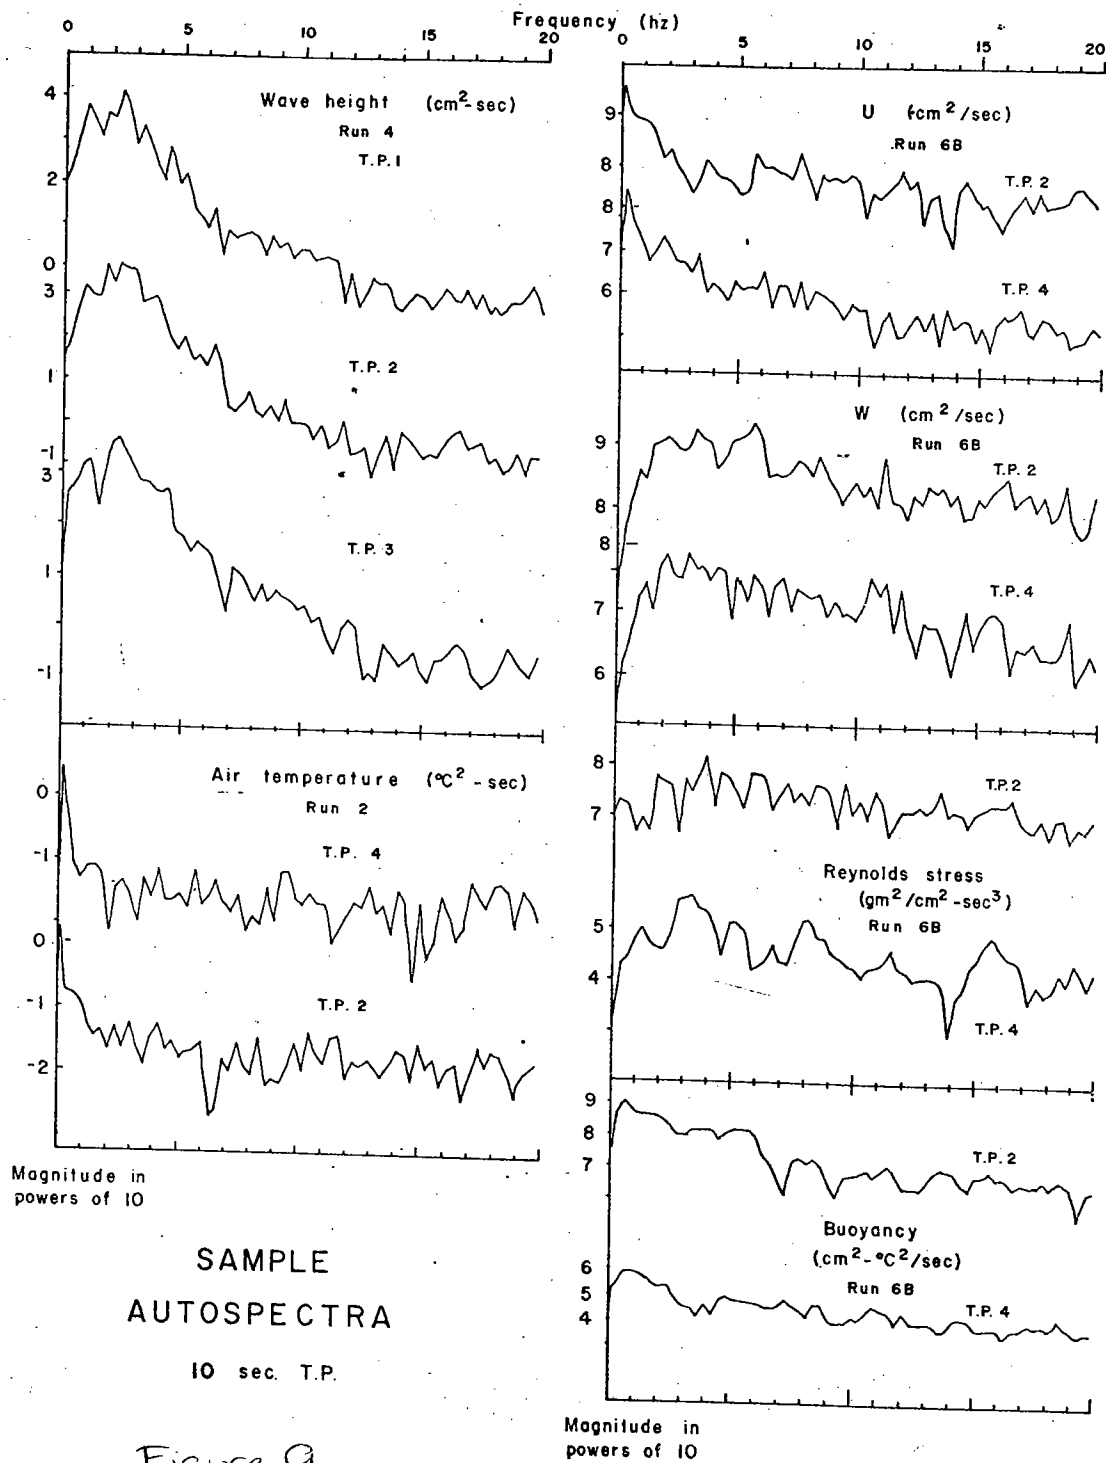 Frequency (hz)
0 5 10 15 20
0 5 10 15 20
Wave height (cm²-sec)
Run 4
T.P.1
4
2
0
3
T.P. 2
1
-1
3
T.P. 3
1
-1
Air temperature (°C² - sec)
Run 2
0
T.P. 4
-1
0
T.P. 2
-1
-2
Magnitude in
powers of 10
SAMPLE
AUTOSPECTRA
10 sec. T.P.
Figure 9
U (cm²/sec)
Run 6B
9
T.P. 2
8
8
7
T.P. 4
6
W (cm²/sec)
Run 6B
9
T.P. 2
8
8
T.P. 4
7
6
8
T.P.2
7
Reynolds stress
(gm²/cm²-sec³)
Run 6B
5
4
T.P. 4
9
8
T.P. 2
7
Buoyancy
(cm²-°C²/sec)
Run 6B
6
5
T.P. 4
4
Magnitude in
powers of 10